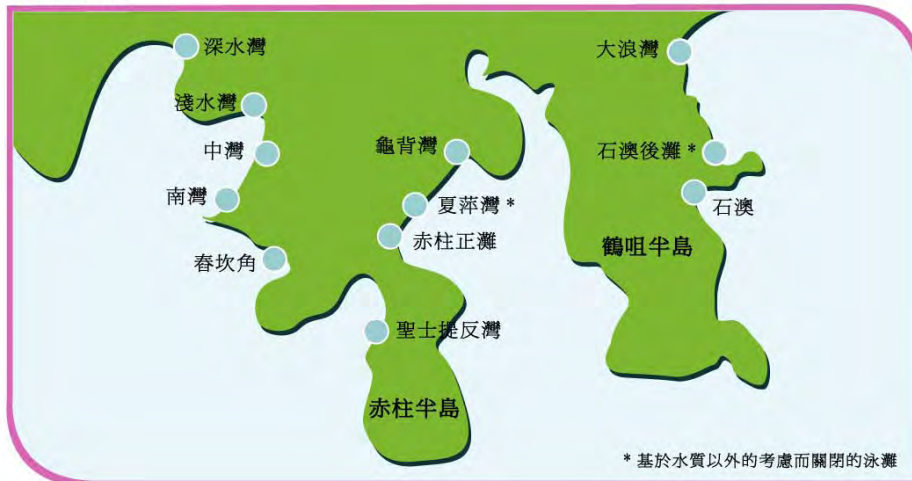 深水灣
大浪灣
淺水灣
中灣
龜背灣
石澳後灘 *
南灣
夏萍灣 *
石澳
赤柱正灘
鶴咀半島
舂坎角
聖士提反灣
赤柱半島
* 基於水質以外的考慮而關閉的泳灘